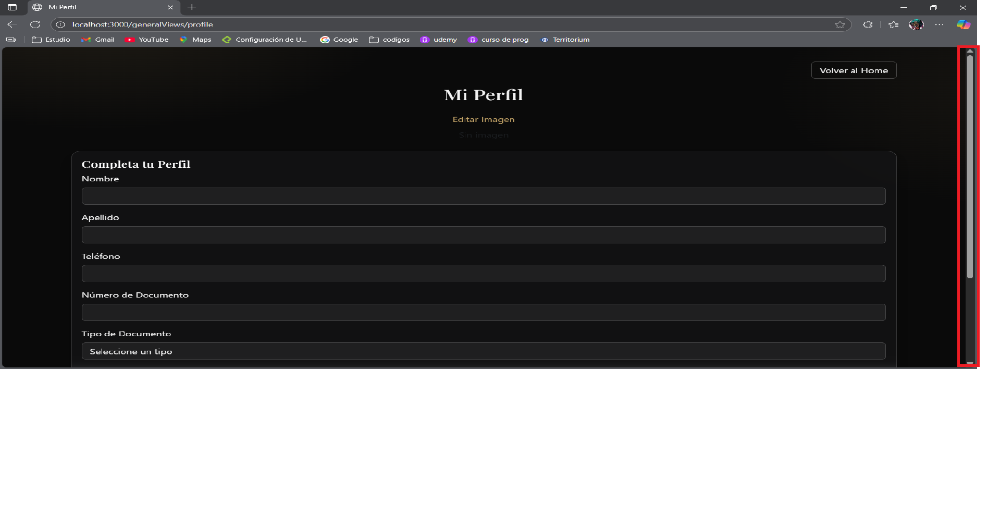 Mi Perfil
localhost:3000/generalViews/profile
Estudio
Gmail
YouTube
Maps
Configuración de U...
Google
codigos
udemy
curso de prog
Territorium
Volver al Home
Mi Perfil
Editar Imagen
Sin imagen
Completa tu Perfil
Nombre
Apellido
Teléfono
Número de Documento
Tipo de Documento
Seleccione un tipo